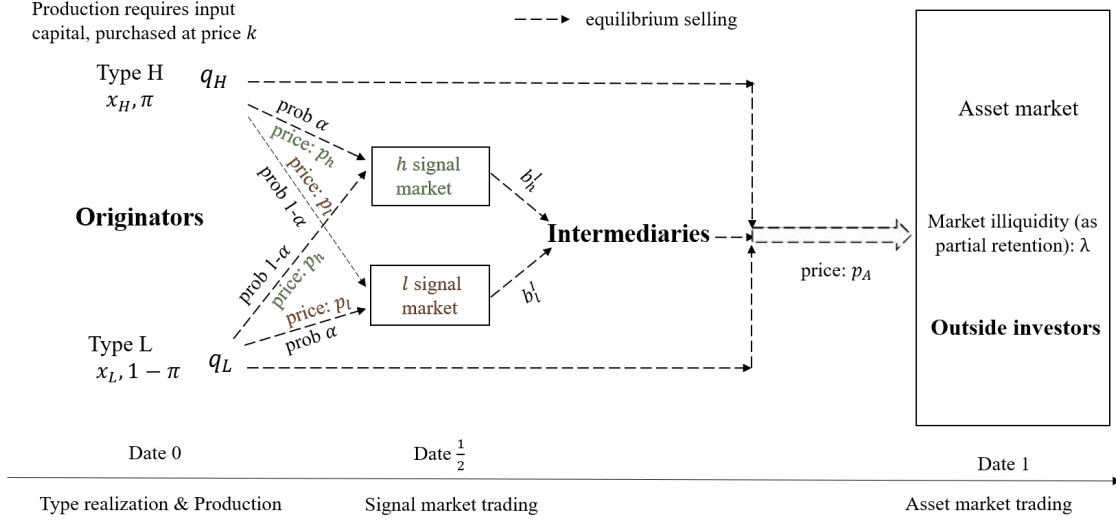 Production requires input
capital, purchased at price k
equilibrium selling
Type H
x_H, π
q_H
prob α
price: p_h
price: p_l
prob 1-α
h signal
market
b_h^I
Asset market
Originators
Intermediaries
Market illiquidity (as
partial retention): λ
price: p_A
prob 1-α
price: p_h
l signal
market
b_l^I
price: p_l
prob α
Outside investors
Type L
x_L, 1 − π
q_L
Date 0
Date 1/2
Date 1
Type realization & Production
Signal market trading
Asset market trading